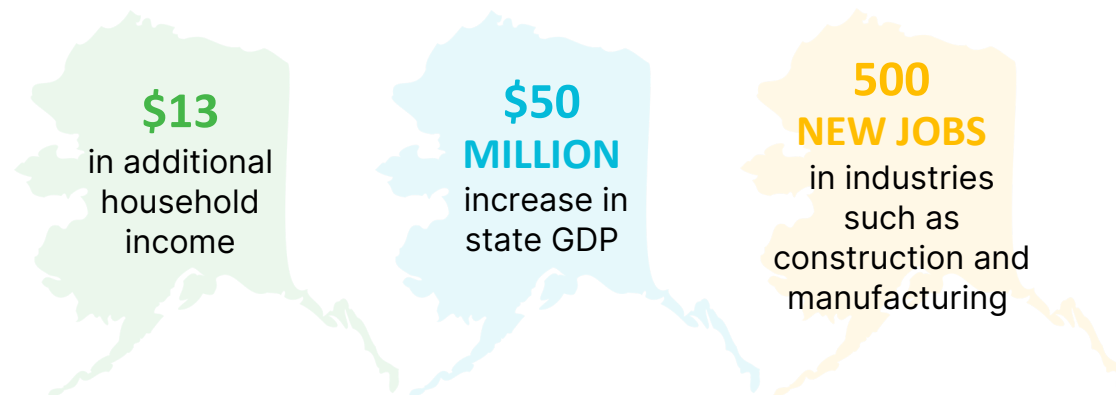 $13
in additional
household
income
$50
MILLION
increase in
state GDP
500
NEW JOBS
in industries
such as
construction and
manufacturing